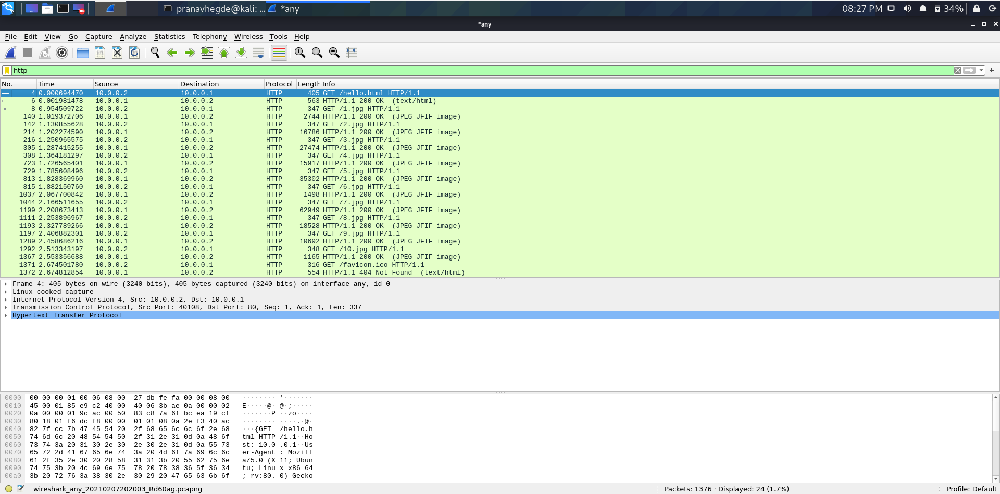 pranavhegde@kali: ...
*any
08:27 PM
34%
*any
File Edit View Go Capture Analyze Statistics Telephony Wireless Tools Help
http
No. Time Source Destination Protocol Length Info
4 0.000694470 10.0.0.2 10.0.0.1 HTTP 405 GET /hello.html HTTP/1.1
6 0.001981478 10.0.0.1 10.0.0.2 HTTP 563 HTTP/1.1 200 OK  (text/html)
8 0.954509722 10.0.0.2 10.0.0.1 HTTP 347 GET /1.jpg HTTP/1.1
140 1.019372706 10.0.0.1 10.0.0.2 HTTP 2744 HTTP/1.1 200 OK  (JPEG JFIF image)
142 1.130855628 10.0.0.2 10.0.0.1 HTTP 347 GET /2.jpg HTTP/1.1
214 1.202274590 10.0.0.1 10.0.0.2 HTTP 16786 HTTP/1.1 200 OK  (JPEG JFIF image)
216 1.250965575 10.0.0.2 10.0.0.1 HTTP 347 GET /3.jpg HTTP/1.1
305 1.287415255 10.0.0.1 10.0.0.2 HTTP 27474 HTTP/1.1 200 OK  (JPEG JFIF image)
308 1.364181297 10.0.0.2 10.0.0.1 HTTP 347 GET /4.jpg HTTP/1.1
723 1.726565401 10.0.0.1 10.0.0.2 HTTP 15917 HTTP/1.1 200 OK  (JPEG JFIF image)
729 1.785608496 10.0.0.2 10.0.0.1 HTTP 347 GET /5.jpg HTTP/1.1
813 1.828369960 10.0.0.1 10.0.0.2 HTTP 35302 HTTP/1.1 200 OK  (JPEG JFIF image)
815 1.882150760 10.0.0.2 10.0.0.1 HTTP 347 GET /6.jpg HTTP/1.1
1037 2.067700842 10.0.0.1 10.0.0.2 HTTP 1498 HTTP/1.1 200 OK  (JPEG JFIF image)
1044 2.166511655 10.0.0.2 10.0.0.1 HTTP 347 GET /7.jpg HTTP/1.1
1109 2.208673413 10.0.0.1 10.0.0.2 HTTP 62949 HTTP/1.1 200 OK  (JPEG JFIF image)
1111 2.253896967 10.0.0.2 10.0.0.1 HTTP 347 GET /8.jpg HTTP/1.1
1193 2.327789266 10.0.0.1 10.0.0.2 HTTP 18528 HTTP/1.1 200 OK  (JPEG JFIF image)
1197 2.406882301 10.0.0.2 10.0.0.1 HTTP 347 GET /9.jpg HTTP/1.1
1289 2.458686216 10.0.0.1 10.0.0.2 HTTP 10692 HTTP/1.1 200 OK  (JPEG JFIF image)
1292 2.513343197 10.0.0.2 10.0.0.1 HTTP 348 GET /10.jpg HTTP/1.1
1367 2.553356688 10.0.0.1 10.0.0.2 HTTP 1165 HTTP/1.1 200 OK  (JPEG JFIF image)
1371 2.674501780 10.0.0.2 10.0.0.1 HTTP 316 GET /favicon.ico HTTP/1.1
1372 2.674812854 10.0.0.1 10.0.0.2 HTTP 554 HTTP/1.1 404 Not Found  (text/html)
Frame 4: 405 bytes on wire (3240 bits), 405 bytes captured (3240 bits) on interface any, id 0
Linux cooked capture
Internet Protocol Version 4, Src: 10.0.0.2, Dst: 10.0.0.1
Transmission Control Protocol, Src Port: 40108, Dst Port: 80, Seq: 1, Ack: 1, Len: 337
Hypertext Transfer Protocol
0000 00 00 00 01 00 06 08 00 27 db fe fa 00 00 08 00 ········ '·······
0010 45 00 01 85 e9 c2 40 00 40 06 3b ae 0a 00 00 02 E·····@· @·;·····
0020 0a 00 00 01 9c ac 00 50 83 c8 7a 6f bc ea 19 cf ·······P ··zo····
0030 80 18 01 f6 dc f8 00 00 01 01 08 0a 2e f3 40 ac ········ ····.·@·
0040 82 7f cc 7b 47 45 54 20 2f 68 65 6c 6c 6f 2e 68 ···{GET  /hello.h
0050 74 6d 6c 20 48 54 54 50 2f 31 2e 31 0d 0a 48 6f tml HTTP /1.1··Ho
0060 73 74 3a 20 31 30 2e 30 2e 30 2e 31 0d 0a 55 73 st: 10.0 .0.1··Us
0070 65 72 2d 41 67 65 6e 74 3a 20 4d 6f 7a 69 6c 6c er-Agent : Mozill
0080 61 2f 35 2e 30 20 28 58 31 31 3b 20 55 62 75 6e a/5.0 (X 11; Ubun
0090 74 75 3b 20 4c 69 6e 75 78 20 78 38 36 5f 36 34 tu; Linu x x86_64
00a0 3b 20 72 76 3a 38 30 2e 30 29 20 47 65 63 6b 6f ; rv:80. 0) Gecko
wireshark_any_20210207202003_Rd60ag.pcapng
Packets: 1376 · Displayed: 24 (1.7%)
Profile: Default